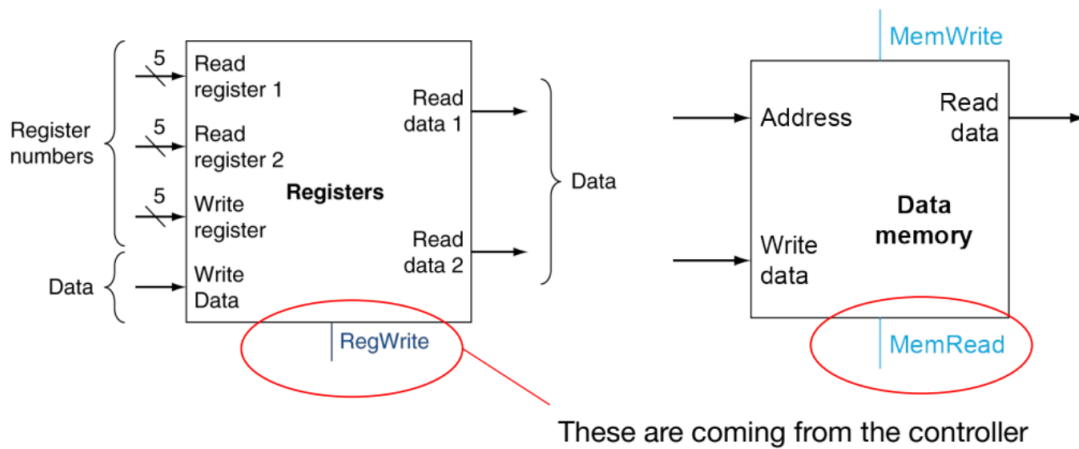 Register
numbers
Data
5
Read
register 1
5
Read
register 2
5
Write
register
Write
Data
Registers
Read
data 1
Read
data 2
Data
RegWrite
MemWrite
Address
Read
data
Data
memory
Write
data
MemRead
These are coming from the controller